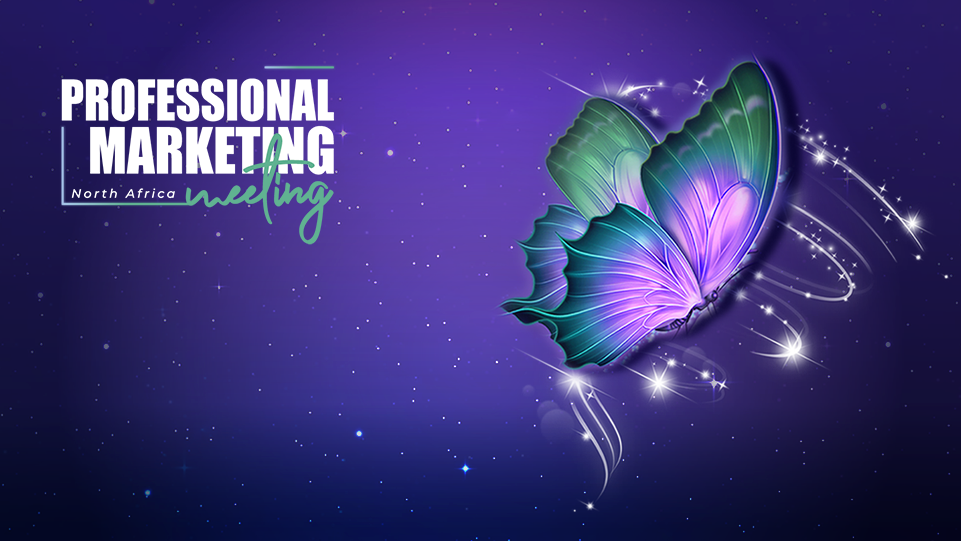 PROFESSIONAL
MARKETING
North Africa meeting